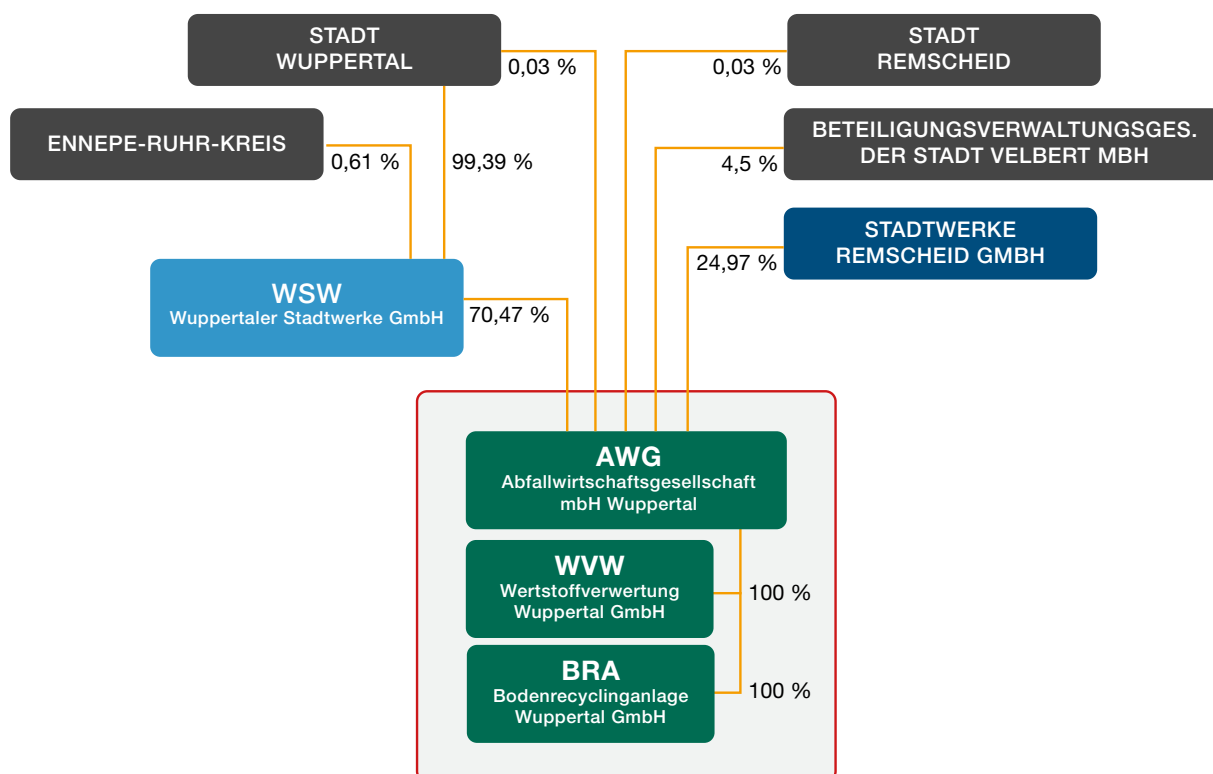 STADT
WUPPERTAL
STADT
REMSCHEID
0,03 %
0,03 %
ENNEPE-RUHR-KREIS
BETEILIGUNGSVERWALTUNGSGES.
DER STADT VELBERT MBH
0,61 %
99,39 %
4,5 %
STADTWERKE
REMSCHEID GMBH
24,97 %
WSW
Wuppertaler Stadtwerke GmbH
70,47 %
AWG
Abfallwirtschaftsgesellschaft
mbH Wuppertal
WVW
Wertstoffverwertung
Wuppertal GmbH
100 %
BRA
Bodenrecyclinganlage
Wuppertal GmbH
100 %